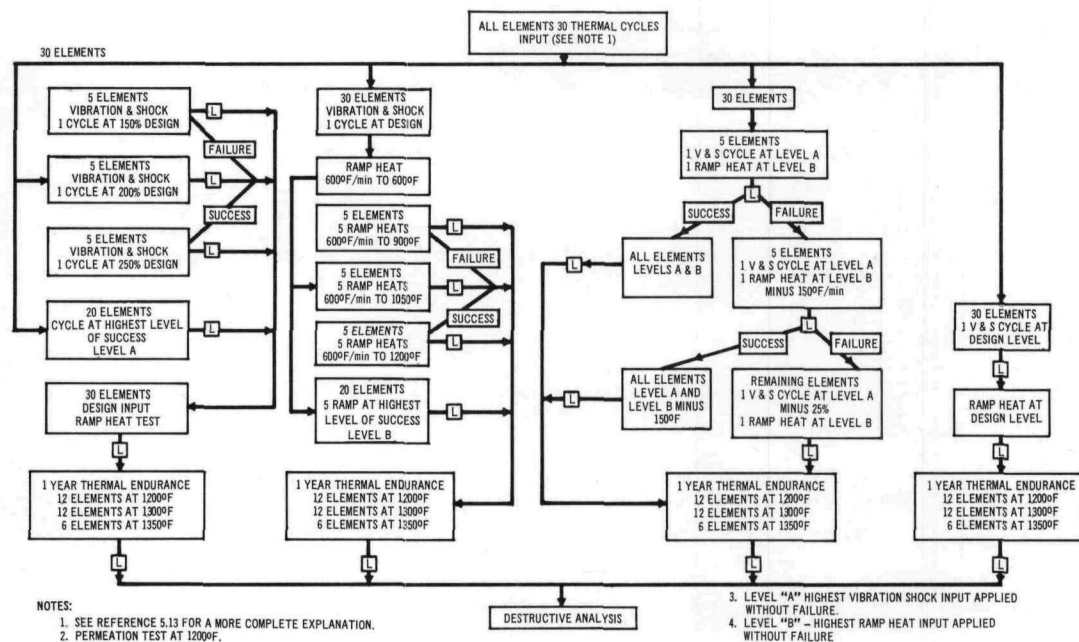 ALL ELEMENTS 30 THERMAL CYCLES
INPUT (SEE NOTE 1)
30 ELEMENTS
5 ELEMENTS
VIBRATION & SHOCK
1 CYCLE AT 150% DESIGN
L
FAILURE
5 ELEMENTS
VIBRATION & SHOCK
1 CYCLE AT 200% DESIGN
L
SUCCESS
5 ELEMENTS
VIBRATION & SHOCK
1 CYCLE AT 250% DESIGN
L
20 ELEMENTS
CYCLE AT HIGHEST LEVEL
OF SUCCESS
LEVEL A
L
30 ELEMENTS
DESIGN INPUT
RAMP HEAT TEST
L
1 YEAR THERMAL ENDURANCE
12 ELEMENTS AT 1200ºF
12 ELEMENTS AT 1300ºF
6 ELEMENTS AT 1350ºF
L
30 ELEMENTS
VIBRATION & SHOCK
1 CYCLE AT DESIGN
RAMP HEAT
600ºF/min TO 600ºF
5 ELEMENTS
5 RAMP HEATS
600ºF/min TO 900ºF
L
FAILURE
5 ELEMENTS
5 RAMP HEATS
600ºF/min TO 1050ºF
L
SUCCESS
5 ELEMENTS
5 RAMP HEATS
600ºF/min TO 1200ºF
L
20 ELEMENTS
5 RAMP AT HIGHEST
LEVEL OF SUCCESS
LEVEL B
L
1 YEAR THERMAL ENDURANCE
12 ELEMENTS AT 1200ºF
12 ELEMENTS AT 1300ºF
6 ELEMENTS AT 1350ºF
L
30 ELEMENTS
5 ELEMENTS
1 V & S CYCLE AT LEVEL A
1 RAMP HEAT AT LEVEL B
L
SUCCESS
FAILURE
L
ALL ELEMENTS
LEVELS A & B
5 ELEMENTS
1 V & S CYCLE AT LEVEL A
1 RAMP HEAT AT LEVEL B
MINUS 150ºF/min
L
SUCCESS
FAILURE
L
ALL ELEMENTS
LEVEL A AND
LEVEL B MINUS
150ºF
REMAINING ELEMENTS
1 V & S CYCLE AT LEVEL A
MINUS 25%
1 RAMP HEAT AT LEVEL B
L
1 YEAR THERMAL ENDURANCE
12 ELEMENTS AT 1200ºF
12 ELEMENTS AT 1300ºF
6 ELEMENTS AT 1350ºF
L
30 ELEMENTS
1 V & S CYCLE AT
DESIGN LEVEL
L
RAMP HEAT AT
DESIGN LEVEL
L
1 YEAR THERMAL ENDURANCE
12 ELEMENTS AT 1200ºF
12 ELEMENTS AT 1300ºF
6 ELEMENTS AT 1350ºF
L
DESTRUCTIVE ANALYSIS
NOTES:
1. SEE REFERENCE 5.13 FOR A MORE COMPLETE EXPLANATION.
2. PERMEATION TEST AT 1200ºF.
3. LEVEL "A" HIGHEST VIBRATION SHOCK INPUT APPLIED
WITHOUT FAILURE.
4. LEVEL "B" – HIGHEST RAMP HEAT INPUT APPLIED
WITHOUT FAILURE